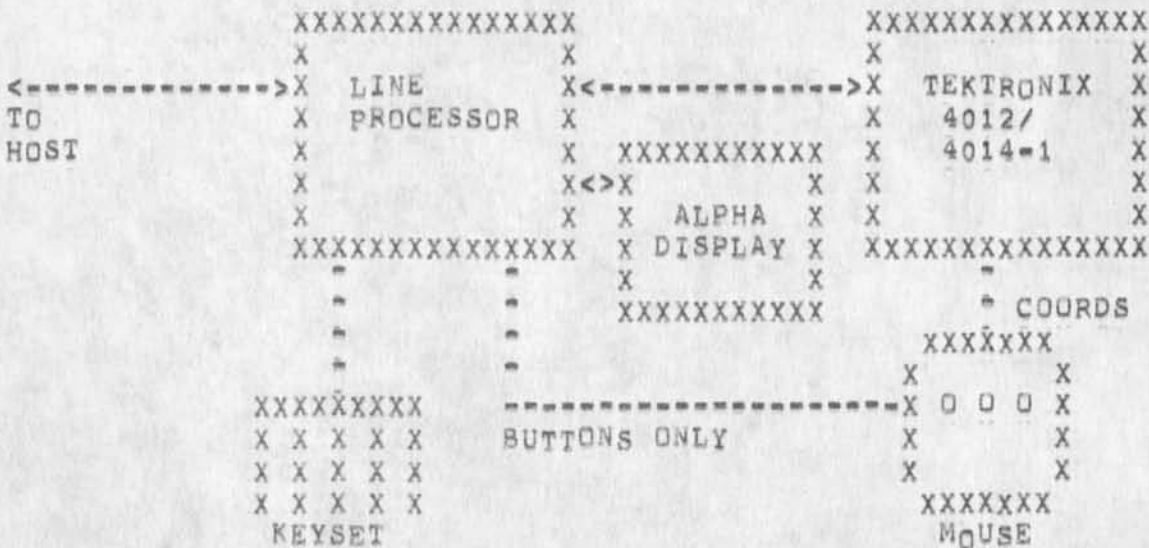 LINE
PROCESSOR
TO
HOST
TEKTRONIX
4012/
4014-1
ALPHA
DISPLAY
COORDS
O O O
BUTTONS ONLY
KEYSET
MOUSE